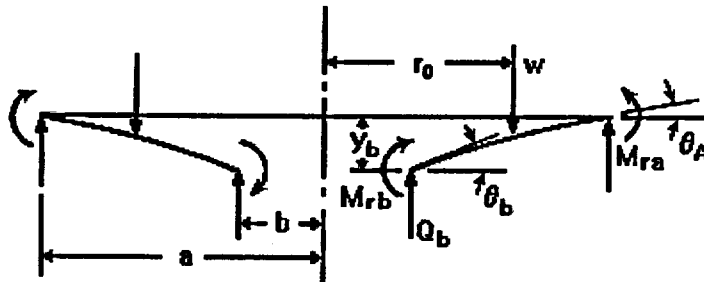 r₀ w
y_b
M_ra θ_A
M_rb θ_b
b Q_b
a